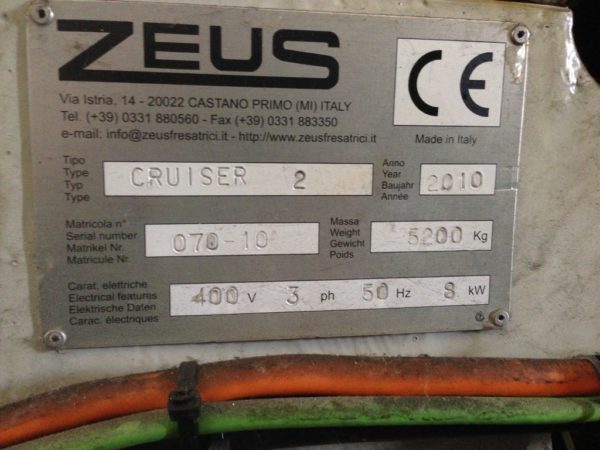 ZEUS
CE
Via Istria, 14 - 20022 CASTANO PRIMO (MI) ITALY
Tel. (+39) 0331 880560 - Fax (+39) 0331 883350
e-mail: info@zeusfresatrici.it - http://www.zeusfresatrici.it
Made in Italy
Tipo
Type
Typ
Type
CRUISER 2
Anno
Year
Baujahr
Année
2010
Matricola n°
Serial number
Matrikel Nr.
Matricule Nr.
070-10
Massa
Weight
Gewicht
Poids
5200 Kg
Carat. elettriche
Electrical features
Elektrische Daten
Carac. électriques
400 V 3 ph 50 Hz 8 kW